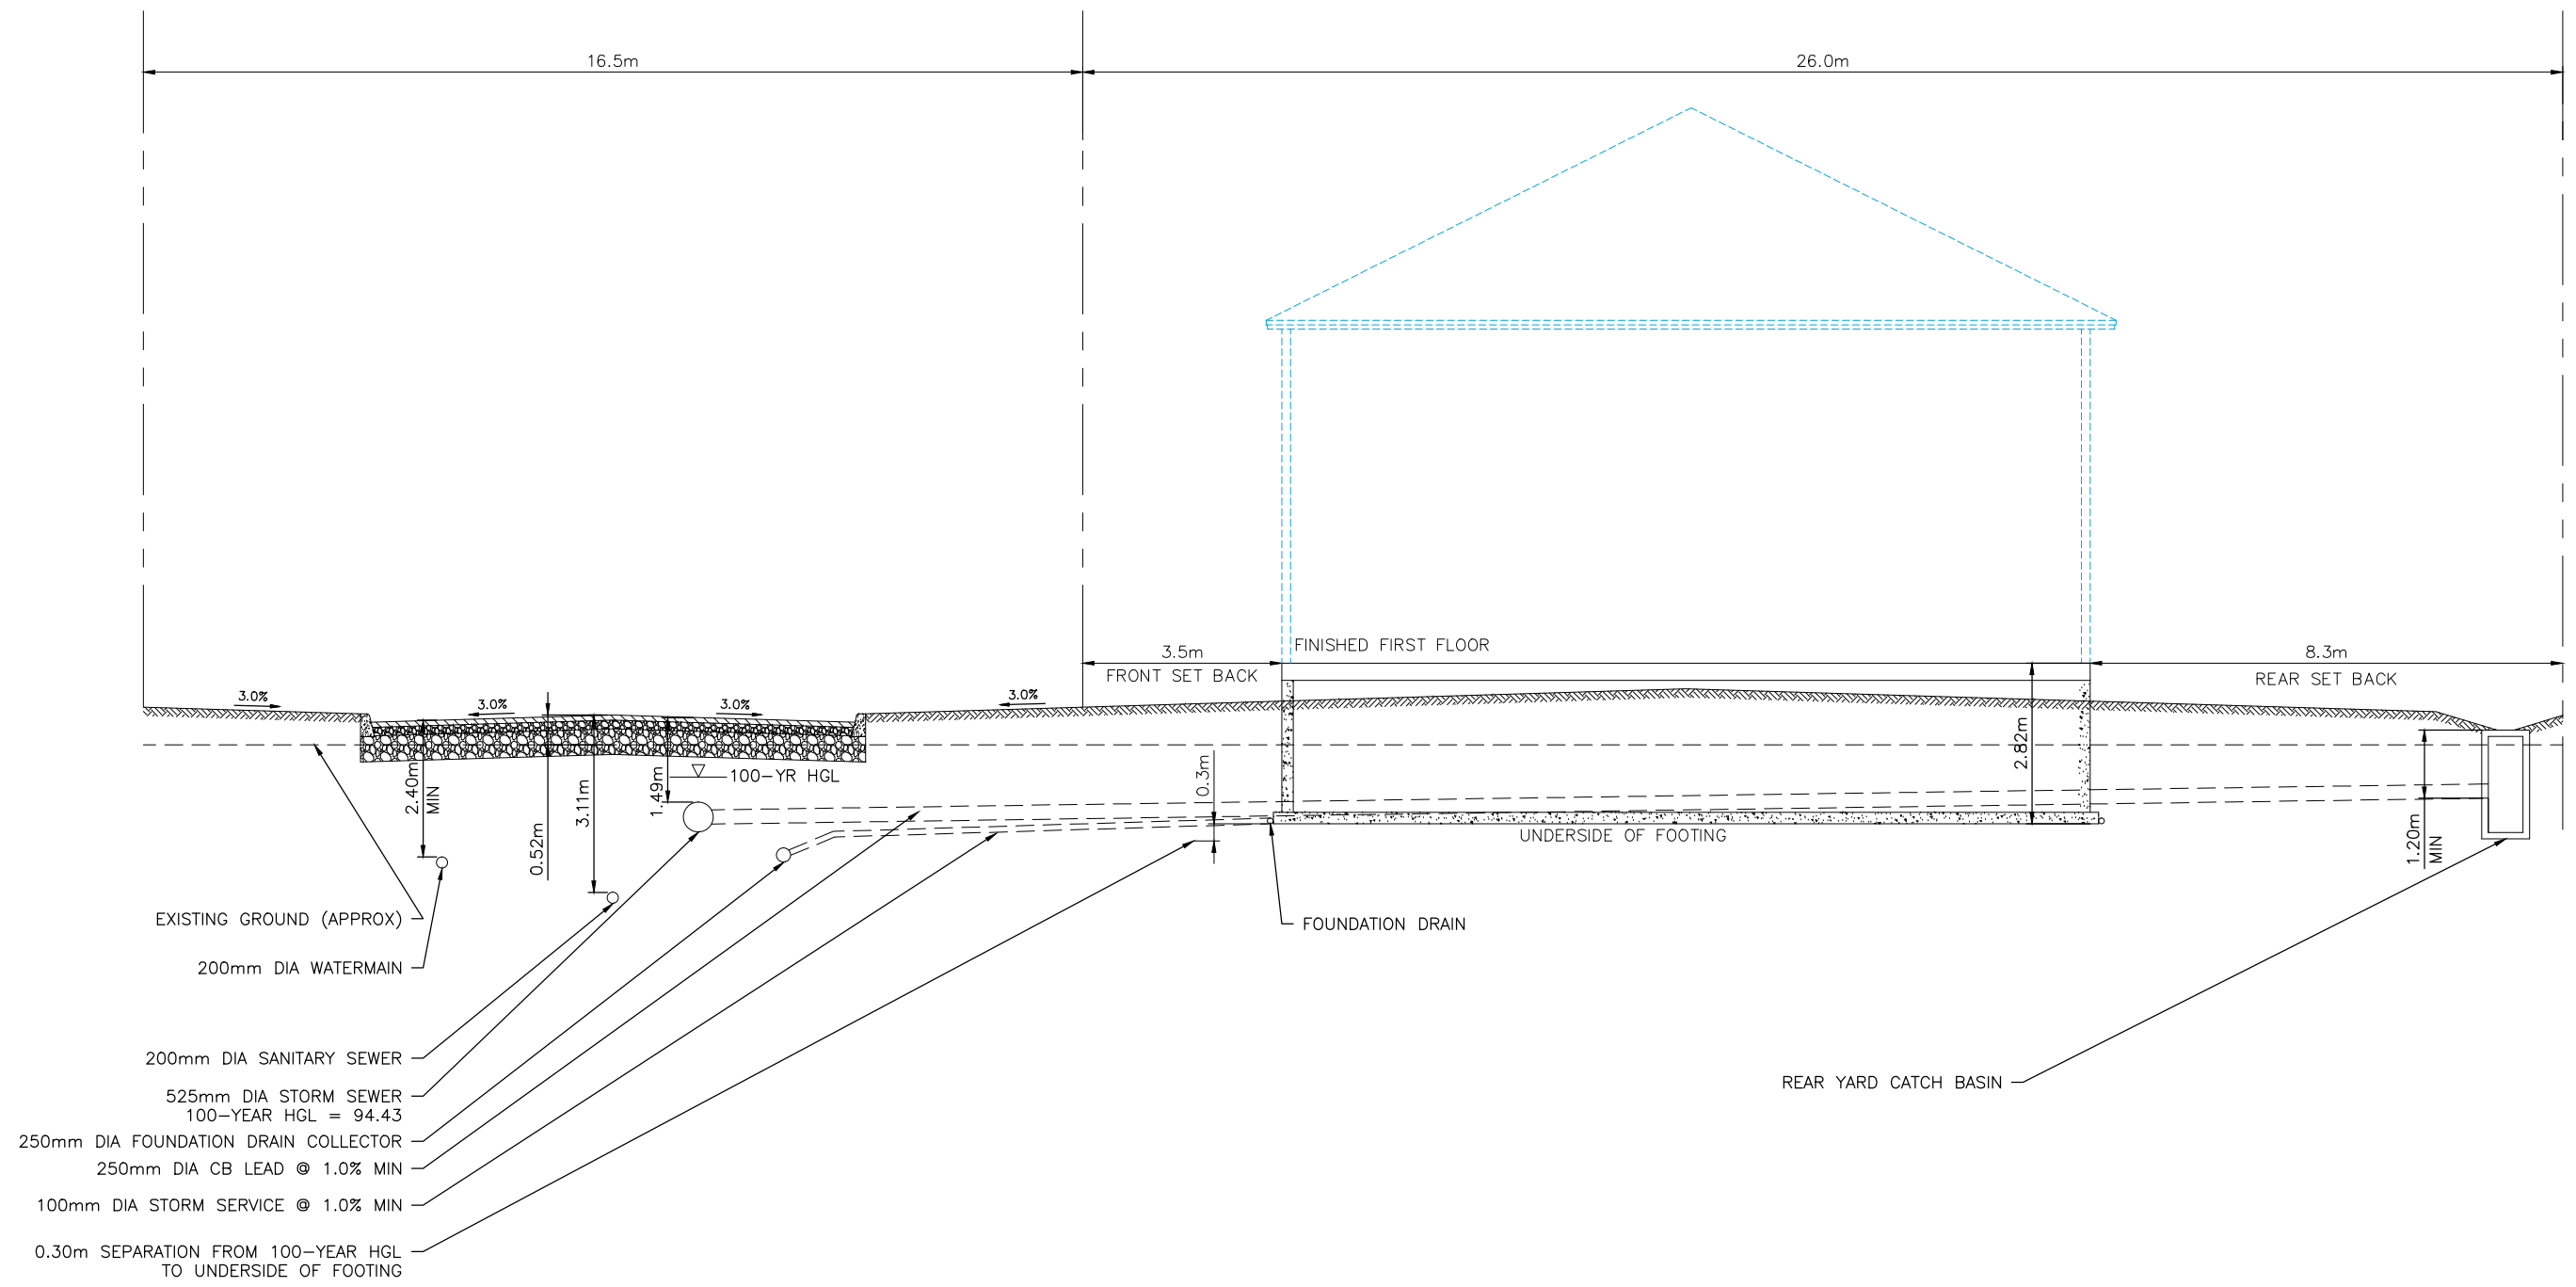 16.5m
26.0m
FINISHED FIRST FLOOR
3.5m
FRONT SET BACK
8.3m
REAR SET BACK
3.0%
3.0%
3.0%
3.0%
2.40m
MIN
0.52m
3.11m
1.49m
100-YR HGL
0.3m
2.82m
1.20m
MIN
UNDERSIDE OF FOOTING
EXISTING GROUND (APPROX)
FOUNDATION DRAIN
200mm DIA WATERMAIN
200mm DIA SANITARY SEWER
REAR YARD CATCH BASIN
525mm DIA STORM SEWER
100-YEAR HGL = 94.43
250mm DIA FOUNDATION DRAIN COLLECTOR
250mm DIA CB LEAD @ 1.0% MIN
100mm DIA STORM SERVICE @ 1.0% MIN
0.30m SEPARATION FROM 100-YEAR HGL
TO UNDERSIDE OF FOOTING